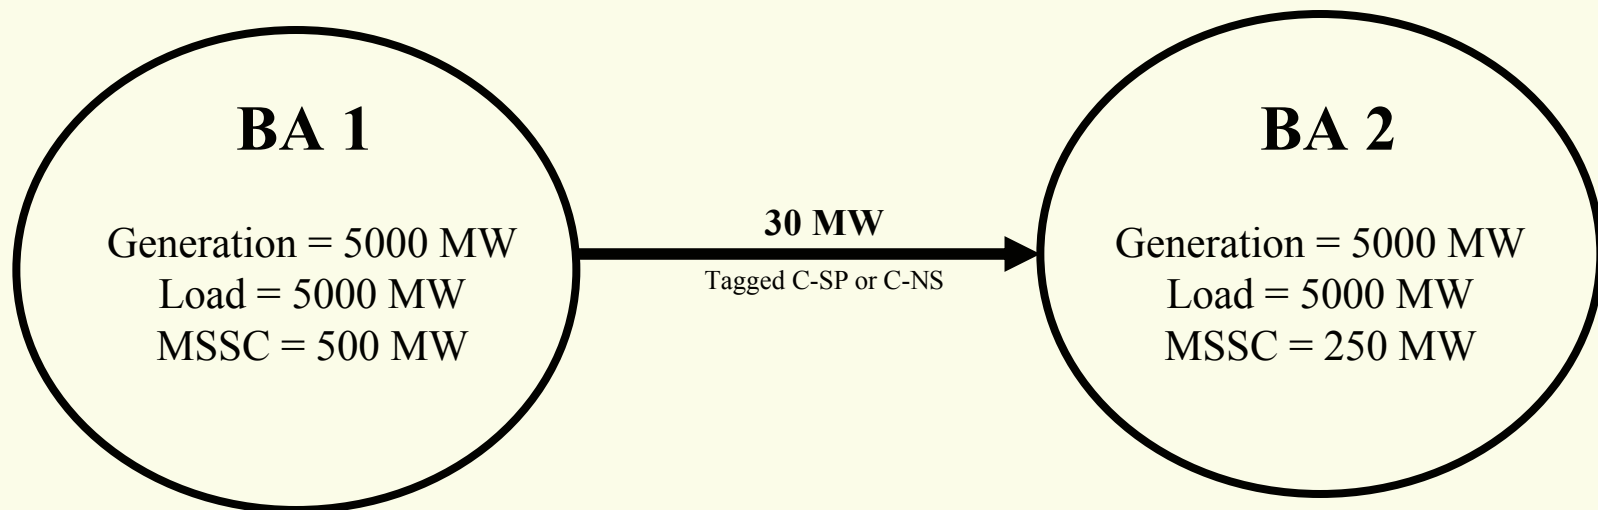 BA 1
Generation = 5000 MW
Load = 5000 MW
MSSC = 500 MW
30 MW
Tagged C-SP or C-NS
BA 2
Generation = 5000 MW
Load = 5000 MW
MSSC = 250 MW